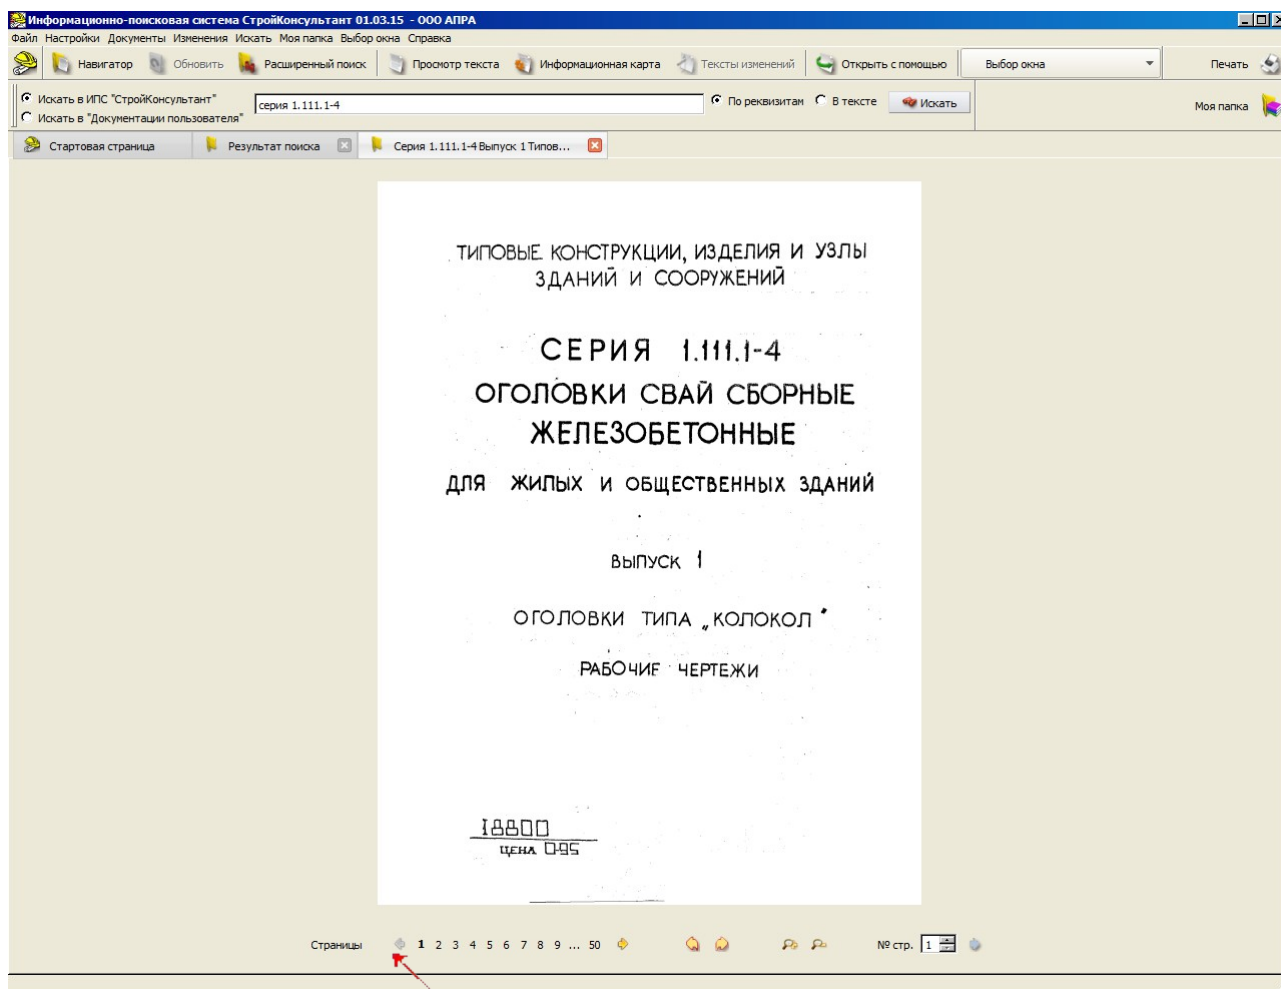 Информационно-поисковая система СтройКонсультант 01.03.15 - ООО АПРА
Файл Настройки Документы Изменения Искать Моя папка Выбор окна Справка
Навигатор Обновить Расширенный поиск Просмотр текста Информационная карта Тексты изменений Открыть с помощью Выбор окна Печать
Искать в ИПС "СтройКонсультант"
серия 1.111.1-4 По реквизитам В тексте Искать Моя папка
Искать в "Документации пользователя"
Стартовая страница Результат поиска Серия 1.111.1-4 Выпуск 1 Типов...
ТИПОВЫЕ КОНСТРУКЦИИ, ИЗДЕЛИЯ И УЗЛЫ
ЗДАНИЙ И СООРУЖЕНИЙ
СЕРИЯ 1.111.1-4
ОГОЛОВКИ СВАЙ СБОРНЫЕ
ЖЕЛЕЗОБЕТОННЫЕ
ДЛЯ ЖИЛЫХ И ОБЩЕСТВЕННЫХ ЗДАНИЙ
ВЫПУСК 1
ОГОЛОВКИ ТИПА „КОЛОКОЛ"
РАБОЧИЕ ЧЕРТЕЖИ
18800
ЦЕНА 0-95
Страницы 1 2 3 4 5 6 7 8 9 ... 50 № стр. 1